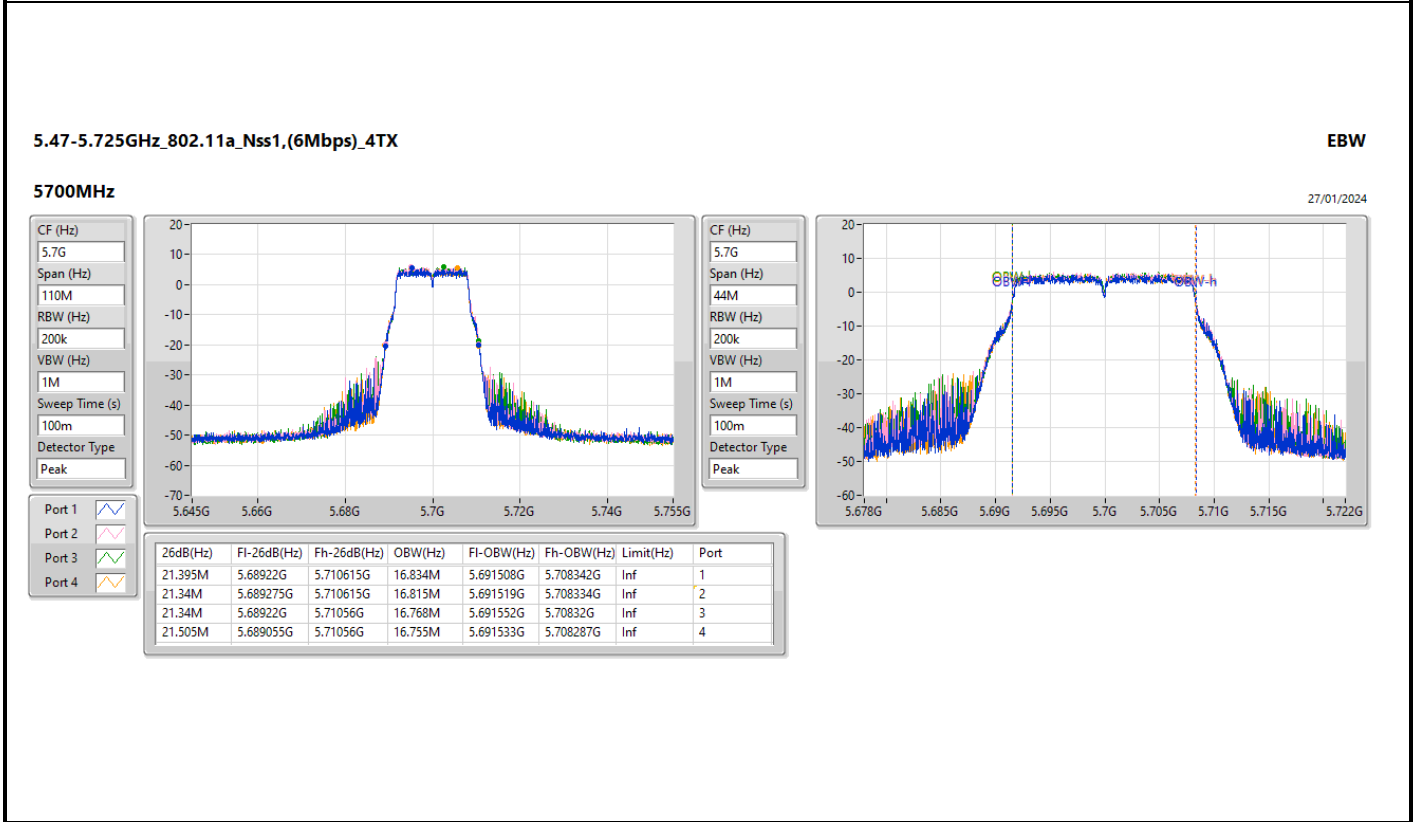 5.47-5.725GHz_802.11a_Nss1,(6Mbps)_4TX
EBW
5700MHz
27/01/2024
CF (Hz)
5.7G
Span (Hz)
110M
RBW (Hz)
200k
VBW (Hz)
1M
Sweep Time (s)
100m
Detector Type
Peak
20
10
0
-10
-20
-30
-40
-50
-60
-70
5.645G 5.66G 5.68G 5.7G 5.72G 5.74G 5.755G
CF (Hz)
5.7G
Span (Hz)
44M
RBW (Hz)
200k
VBW (Hz)
1M
Sweep Time (s)
100m
Detector Type
Peak
20
10
0
-10
-20
-30
-40
-50
-60
OBW-h
5.678G 5.685G 5.69G 5.695G 5.7G 5.705G 5.71G 5.715G 5.722G
Port 1
Port 2
Port 3
Port 4
26dB(Hz) Fl-26dB(Hz) Fh-26dB(Hz) OBW(Hz) Fl-OBW(Hz) Fh-OBW(Hz) Limit(Hz) Port
21.395M 5.68922G 5.710615G 16.834M 5.691508G 5.708342G Inf 1
21.34M 5.689275G 5.710615G 16.815M 5.691519G 5.708334G Inf 2
21.34M 5.68922G 5.71056G 16.768M 5.691552G 5.70832G Inf 3
21.505M 5.689055G 5.71056G 16.755M 5.691533G 5.708287G Inf 4